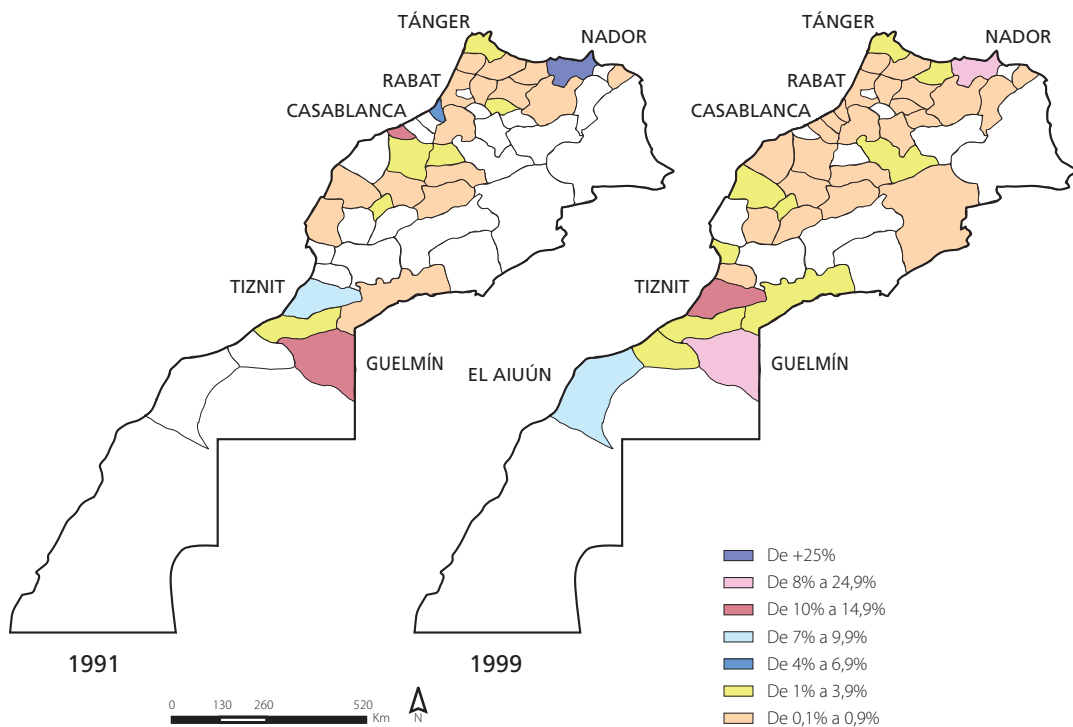 TÁNGER
NADOR
RABAT
CASABLANCA
TIZNIT
GUELMÍN
1991
TÁNGER
NADOR
RABAT
CASABLANCA
TIZNIT
EL AIUÚN
GUELMÍN
1999
0 130 260 520
Km
N
De +25%
De 8% a 24,9%
De 10% a 14,9%
De 7% a 9,9%
De 4% a 6,9%
De 1% a 3,9%
De 0,1% a 0,9%